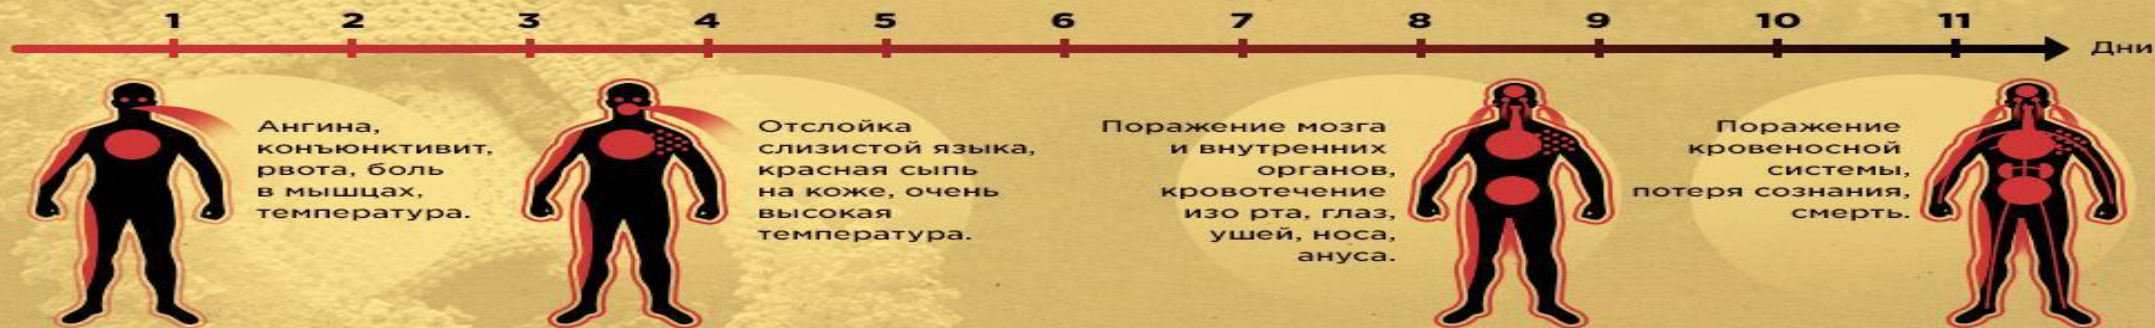 1 2 3 4 5 6 7 8 9 10 11
Дни
Ангина,
конъюнктивит,
рвота, боль
в мышцах,
температура.
Отслойка
слизистой языка,
красная сыпь
на коже, очень
высокая
температура.
Поражение мозга
и внутренних
органов,
кровотечение
изо рта, глаз,
ушей, носа,
ануса.
Поражение
кровеносной
системы,
потеря сознания,
смерть.